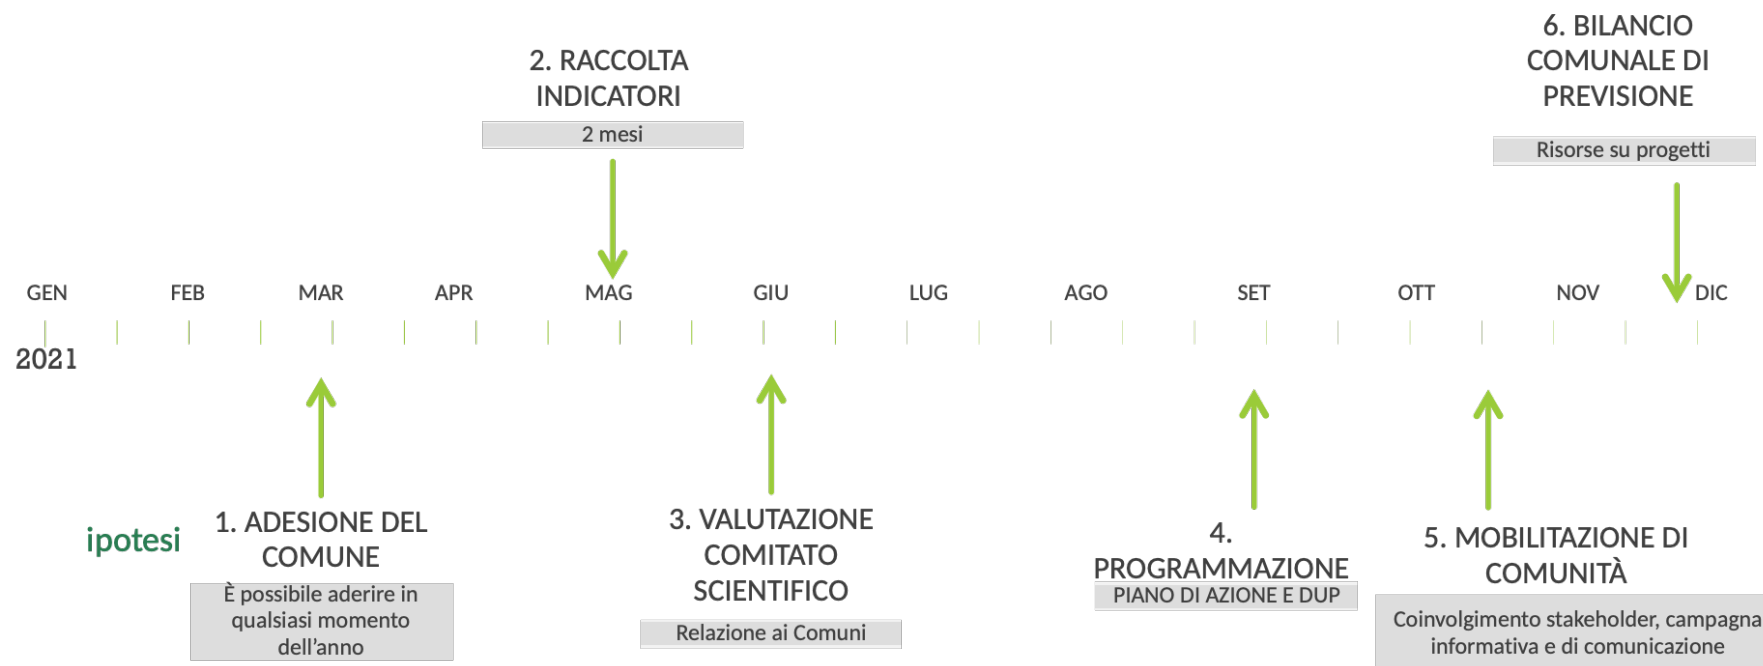 6. BILANCIO
COMUNALE DI
PREVISIONE
Risorse su progetti
2. RACCOLTA
INDICATORI
2 mesi
GEN FEB MAR APR MAG GIU LUG AGO SET OTT NOV DIC
2021
ipotesi
1. ADESIONE DEL
COMUNE
È possibile aderire in
qualsiasi momento
dell’anno
3. VALUTAZIONE
COMITATO
SCIENTIFICO
Relazione ai Comuni
4.
PROGRAMMAZIONE
PIANO DI AZIONE E DUP
5. MOBILITAZIONE DI
COMUNITÀ
Coinvolgimento stakeholder, campagna
informativa e di comunicazione